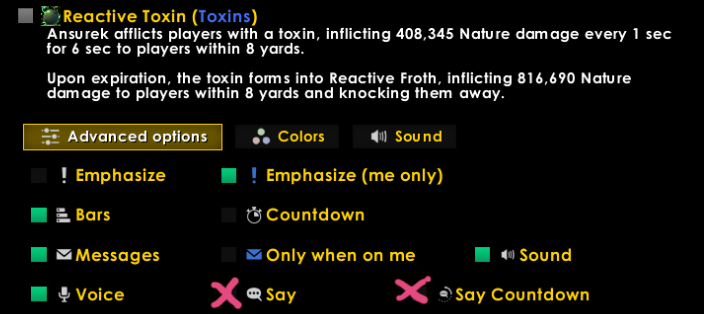 Reactive Toxin (Toxins)
Ansurek afflicts players with a toxin, inflicting 408,345 Nature damage every 1 sec
for 6 sec to players within 8 yards.
Upon expiration, the toxin forms into Reactive Froth, inflicting 816,690 Nature
damage to players within 8 yards and knocking them away.
Advanced options Colors Sound
Emphasize Emphasize (me only)
Bars Countdown
Messages Only when on me Sound
Voice Say Say Countdown